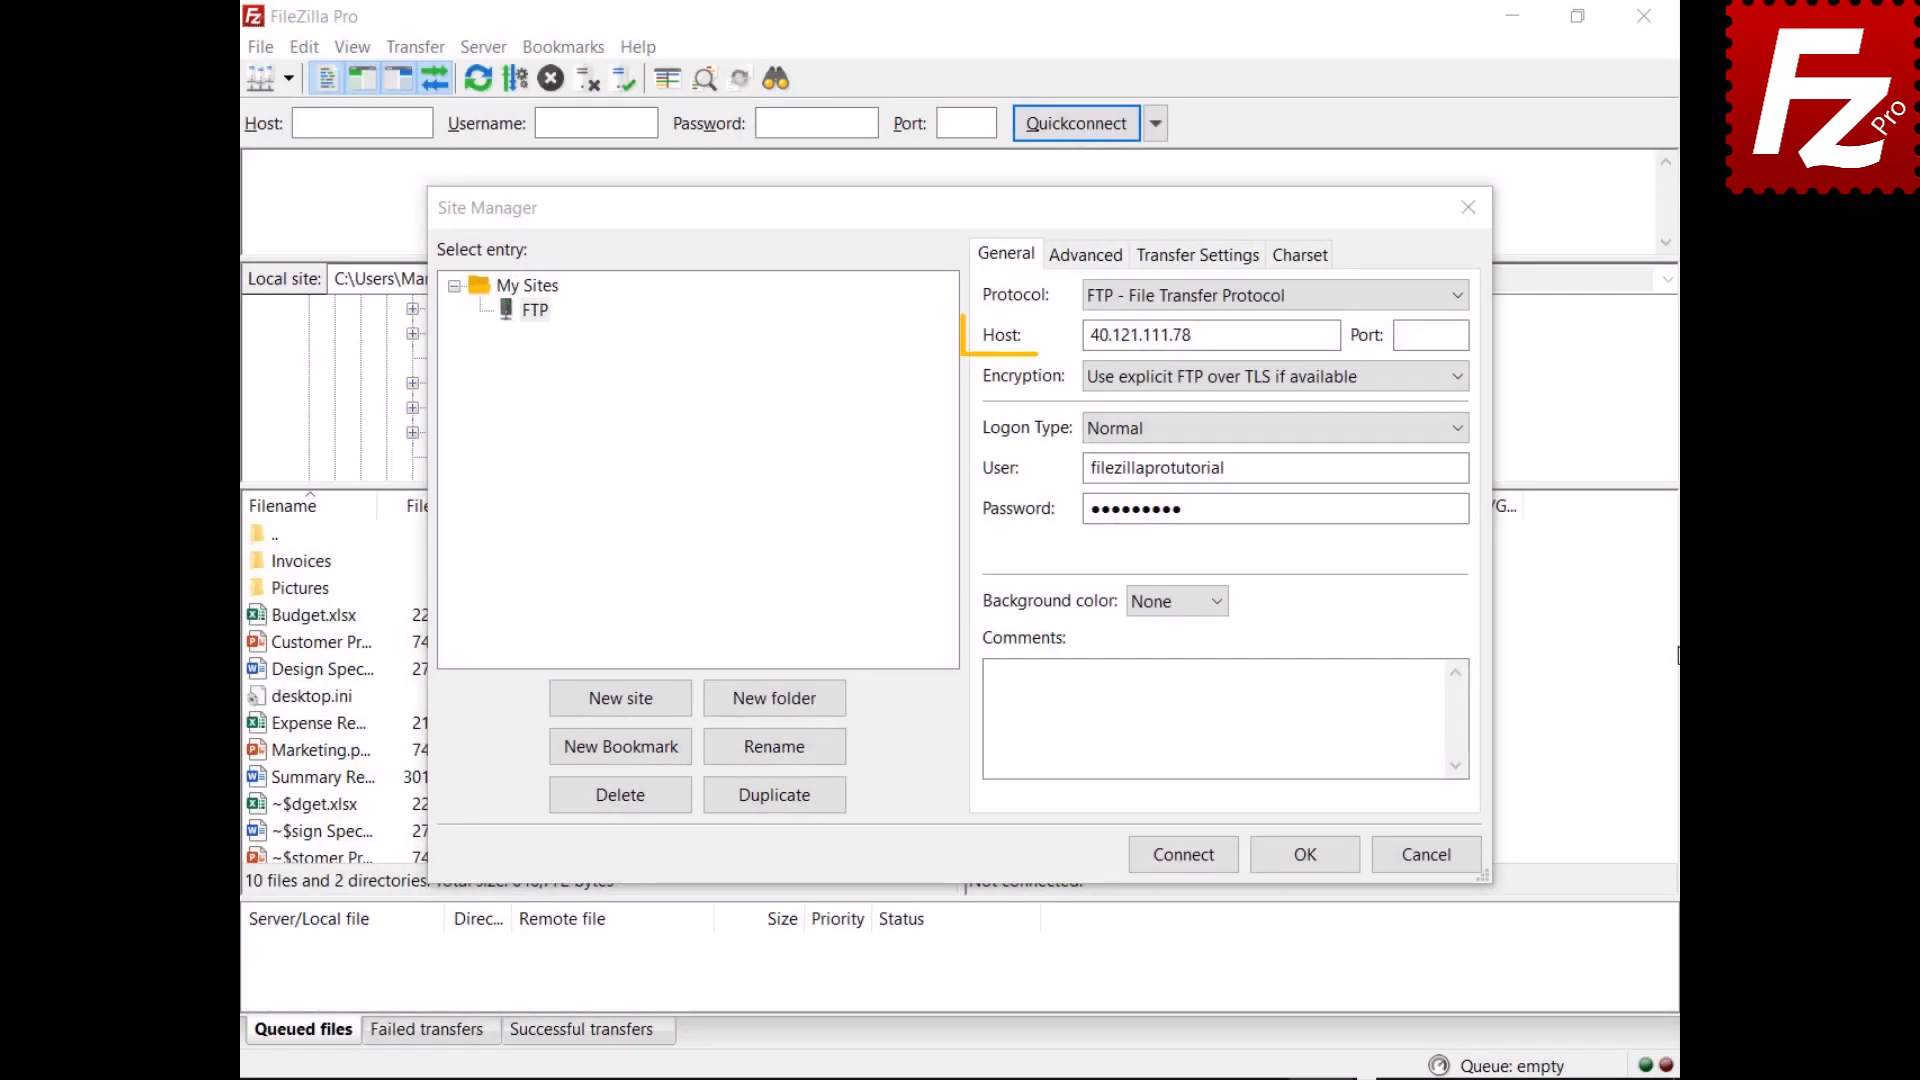 FileZilla Pro
File Edit View Transfer Server Bookmarks Help
Host: Username: Password: Port: Quickconnect
Site Manager
Select entry:
My Sites
FTP
General Advanced Transfer Settings Charset
Protocol: FTP - File Transfer Protocol
Host: 40.121.111.78 Port:
Encryption: Use explicit FTP over TLS if available
Logon Type: Normal
User: filezillaprotutorial
Password: •••••••••
Background color: None
Comments:
New site New folder
New Bookmark Rename
Delete Duplicate
Connect OK Cancel
Local site: C:\Users\Mar
Filename File
/G...
..
Invoices
Pictures
Budget.xlsx 22
Customer Pr... 74
Design Spec... 27
desktop.ini
Expense Re... 21
Marketing.p... 74
Summary Re... 301
~$dget.xlsx 22
~$sign Spec... 27
~$stomer Pr... 74
10 files and 2 directories.
Not connected.
Server/Local file Direc... Remote file Size Priority Status
Queued files Failed transfers Successful transfers
Queue: empty
Fz Pro